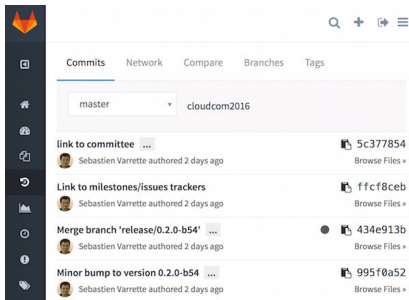 Commits Network Compare Branches Tags
master cloudcom2016
link to committee ... 5c377854
Sebastien Varrette authored 2 days ago Browse Files »
Link to milestones/issues trackers ffcf8ceb
Sebastien Varrette authored 2 days ago Browse Files »
Merge branch 'release/0.2.0-b54' ... 434e913b
Sebastien Varrette authored 2 days ago Browse Files »
Minor bump to version 0.2.0-b54 ... 995f0a52
Sebastien Varrette authored 2 days ago Browse Files »